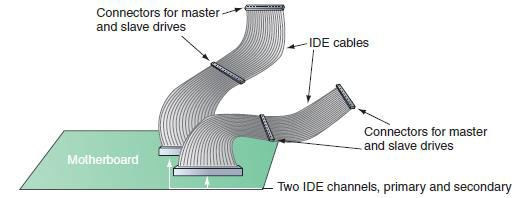 Connectors for master
and slave drives
IDE cables
Connectors for master
and slave drives
Motherboard
Two IDE channels, primary and secondary